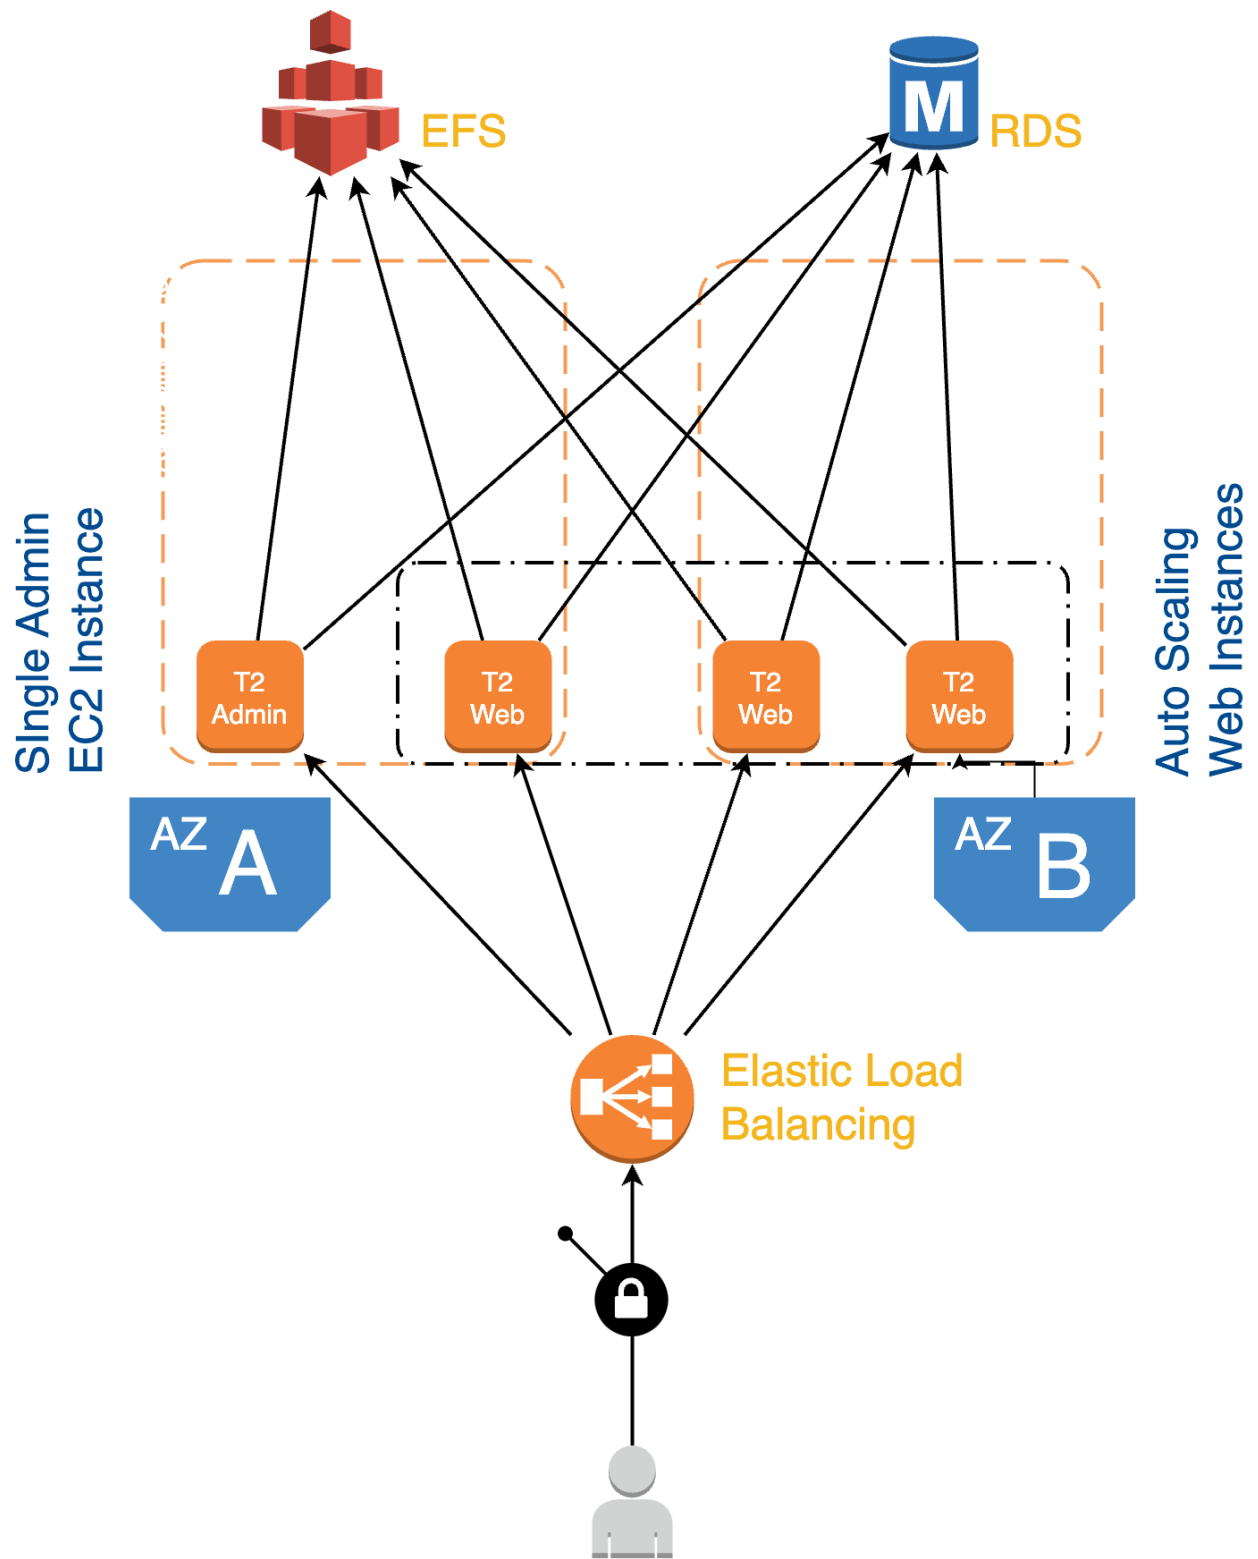 EFS
M
RDS
SIngle Admin
EC2 Instance
Auto Scaling
Web Instances
T2
Admin
T2
Web
T2
Web
T2
Web
AZ
A
AZ
B
Elastic Load
Balancing